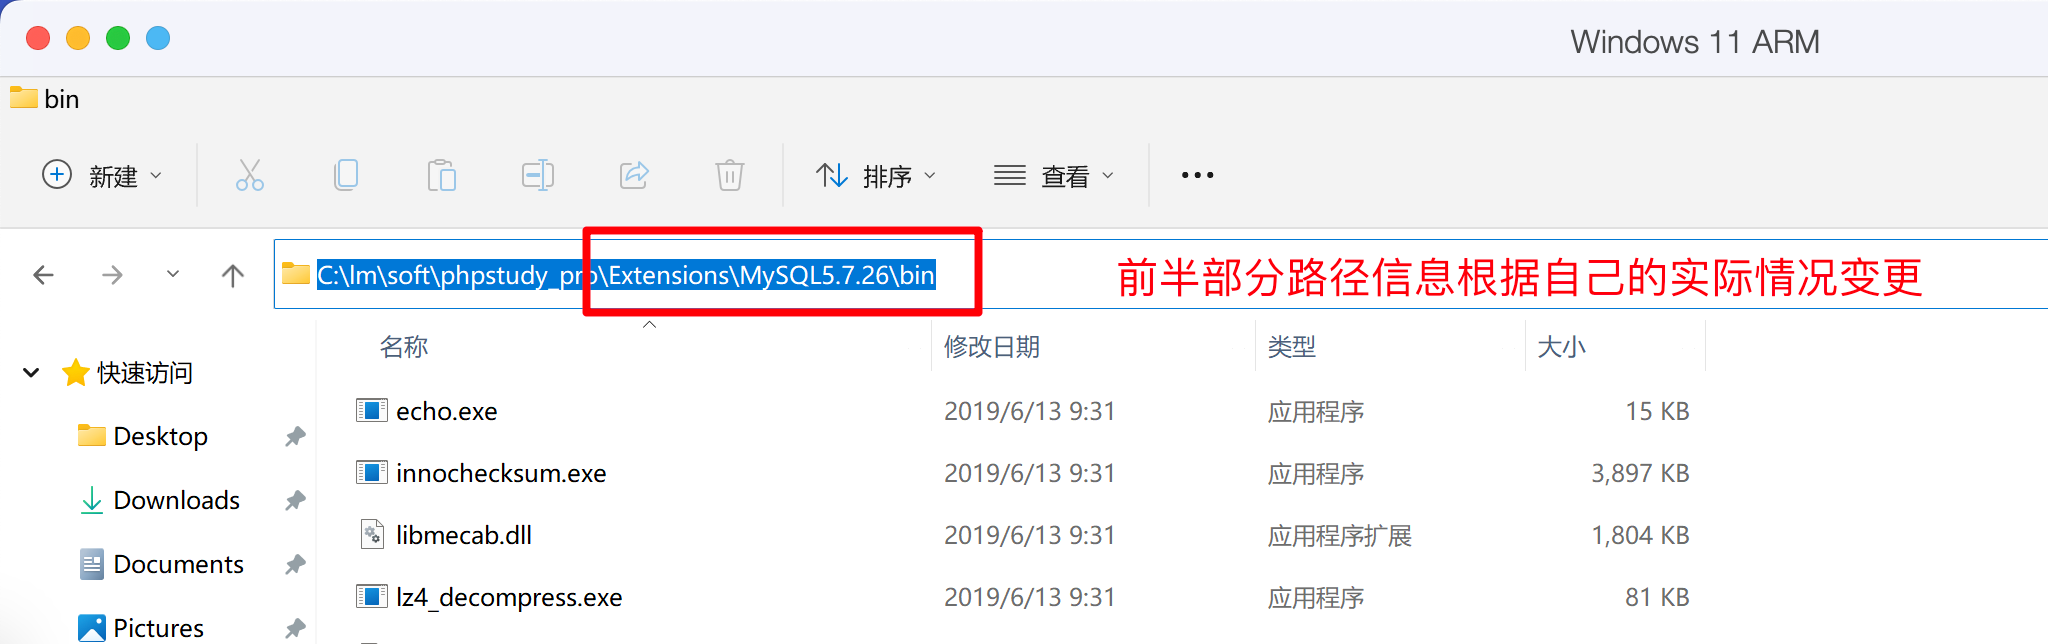 Windows 11 ARM
bin
新建 排序 查看
C:\lm\soft\phpstudy_pro\Extensions\MySQL5.7.26\bin 前半部分路径信息根据自己的实际情况变更
名称 修改日期 类型 大小
快速访问
echo.exe 2019/6/13 9:31 应用程序 15 KB
Desktop
innochecksum.exe 2019/6/13 9:31 应用程序 3,897 KB
Downloads
libmecab.dll 2019/6/13 9:31 应用程序扩展 1,804 KB
Documents
lz4_decompress.exe 2019/6/13 9:31 应用程序 81 KB
Pictures